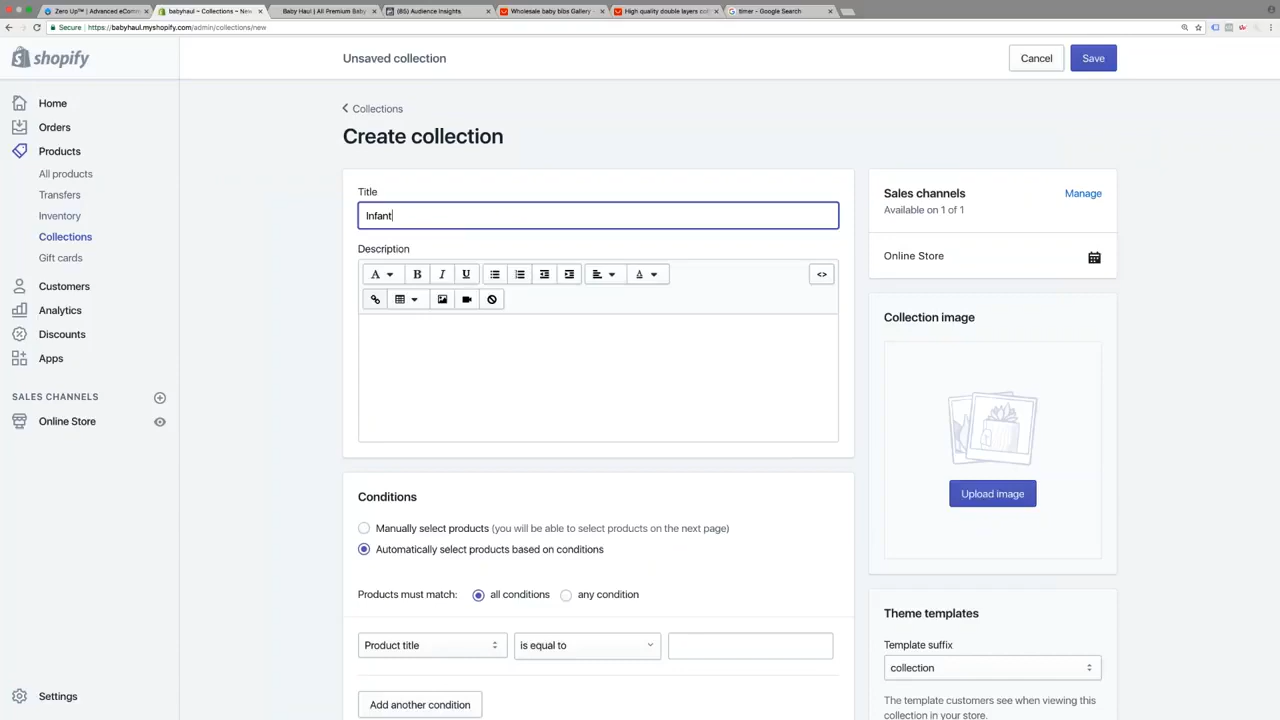 Zero Up™ | Advanced eComm
babyhaul ~ Collections ~ New
Baby Haul | All Premium Baby
(BG) Audience Insights
Wholesale baby bibs Gallery -
High quality double layers col
timer - Google Search
Secure
https://babyhaul.myshopify.com/admin/collections/new
shopify
Unsaved collection
Cancel
Save
Home
Orders
Products
All products
Transfers
Inventory
Collections
Gift cards
Customers
Analytics
Discounts
Apps
SALES CHANNELS
Online Store
Settings
Collections
Create collection
Title
Infant
Description
A B I U A <>
Conditions
Manually select products (you will be able to select products on the next page)
Automatically select products based on conditions
Products must match: all conditions any condition
Product title is equal to
Add another condition
Sales channels Manage
Available on 1 of 1
Online Store
Collection image
Upload image
Theme templates
Template suffix
collection
The template customers see when viewing this
collection in your store.